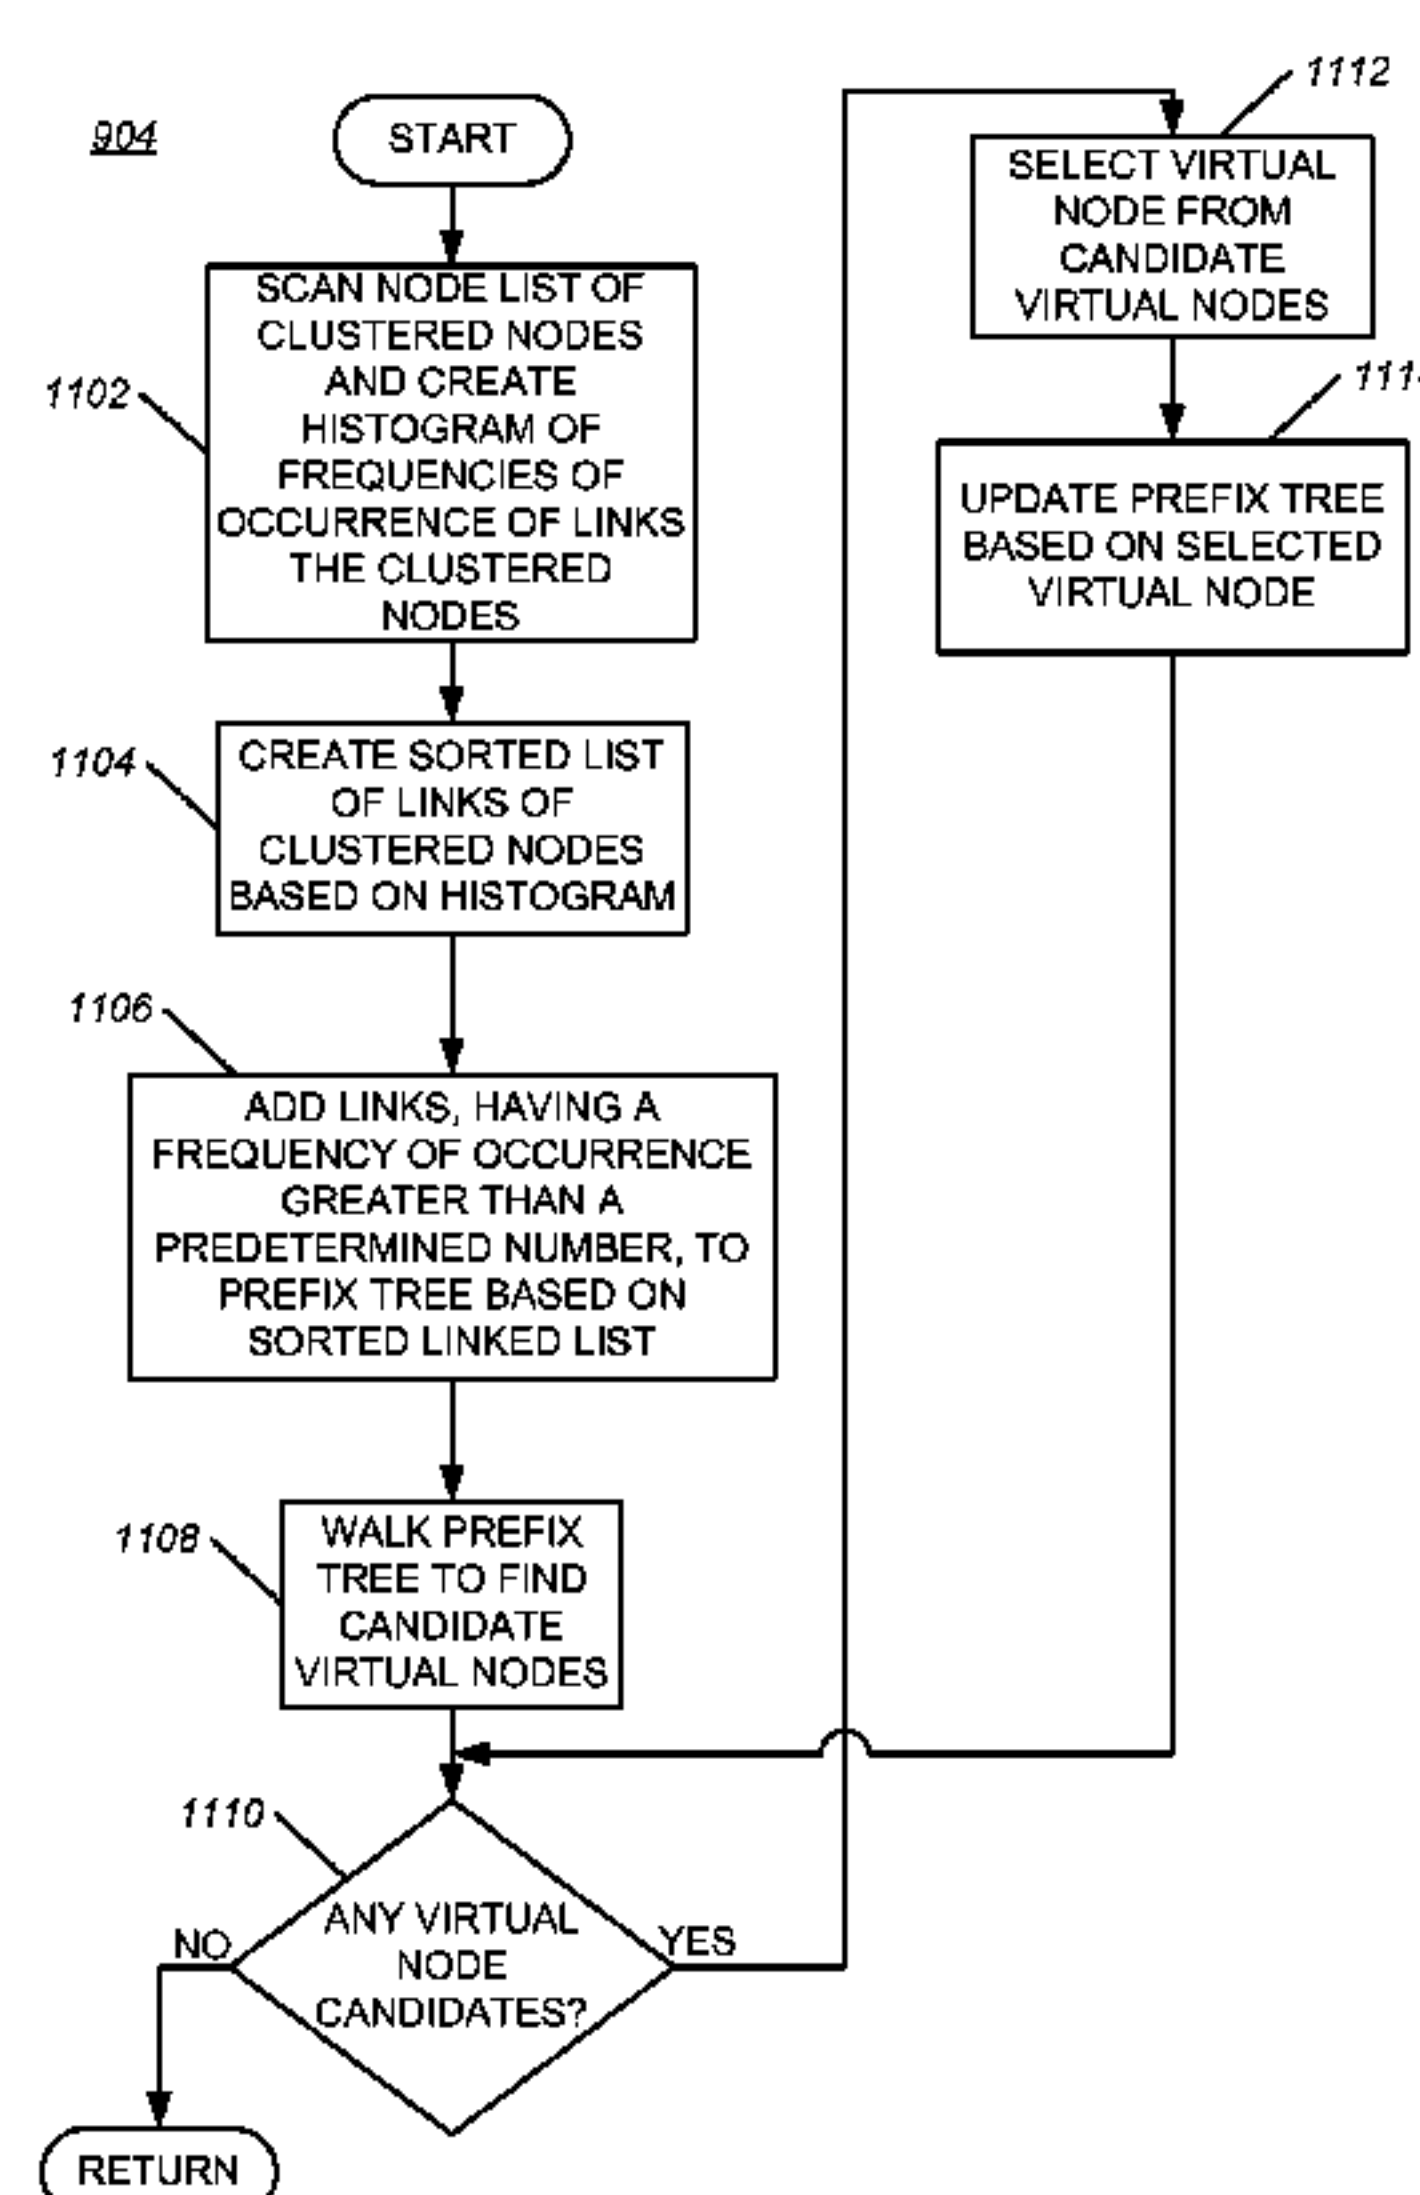 904
START
1102
SCAN NODE LIST OF
CLUSTERED NODES
AND CREATE
HISTOGRAM OF
FREQUENCIES OF
OCCURRENCE OF LINKS
THE CLUSTERED
NODES
1104
CREATE SORTED LIST
OF LINKS OF
CLUSTERED NODES
BASED ON HISTOGRAM
1106
ADD LINKS, HAVING A
FREQUENCY OF OCCURRENCE
GREATER THAN A
PREDETERMINED NUMBER, TO
PREFIX TREE BASED ON
SORTED LINKED LIST
1108
WALK PREFIX
TREE TO FIND
CANDIDATE
VIRTUAL NODES
1110
ANY VIRTUAL
NODE
CANDIDATES?
NO
YES
RETURN
1112
SELECT VIRTUAL
NODE FROM
CANDIDATE
VIRTUAL NODES
UPDATE PREFIX TREE
BASED ON SELECTED
VIRTUAL NODE